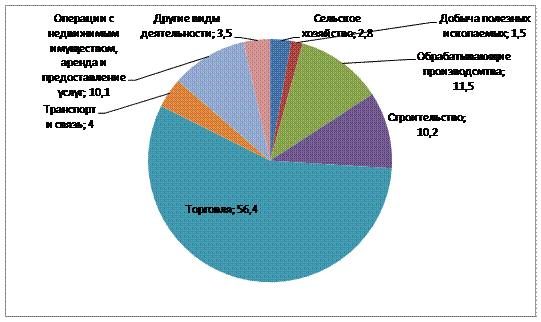 Операции с
недвижимым
имуществом,
аренда и
предоставление
услуг; 10,1
Другие виды
деятельности; 3,5
Сельское
хозяйство; 2,8
Добыча полезных
ископаемых; 1,5
Обрабатывающие
производсмтва;
11,5
Строительство;
10,2
Торговля; 56,4
Транспорт
и связь; 4